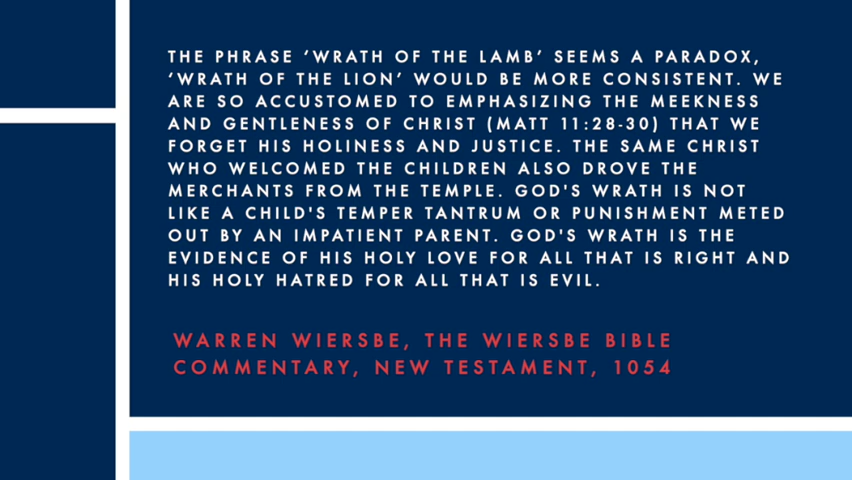 THE PHRASE ‘WRATH OF THE LAMB’ SEEMS A PARADOX,
‘WRATH OF THE LION’ WOULD BE MORE CONSISTENT. WE
ARE SO ACCUSTOMED TO EMPHASIZING THE MEEKNESS
AND GENTLENESS OF CHRIST (MATT 11:28-30) THAT WE
FORGET HIS HOLINESS AND JUSTICE. THE SAME CHRIST
WHO WELCOMED THE CHILDREN ALSO DROVE THE
MERCHANTS FROM THE TEMPLE. GOD'S WRATH IS NOT
LIKE A CHILD'S TEMPER TANTRUM OR PUNISHMENT METED
OUT BY AN IMPATIENT PARENT. GOD'S WRATH IS THE
EVIDENCE OF HIS HOLY LOVE FOR ALL THAT IS RIGHT AND
HIS HOLY HATRED FOR ALL THAT IS EVIL.
WARREN WIERSBE, THE WIERSBE BIBLE
COMMENTARY, NEW TESTAMENT, 1054